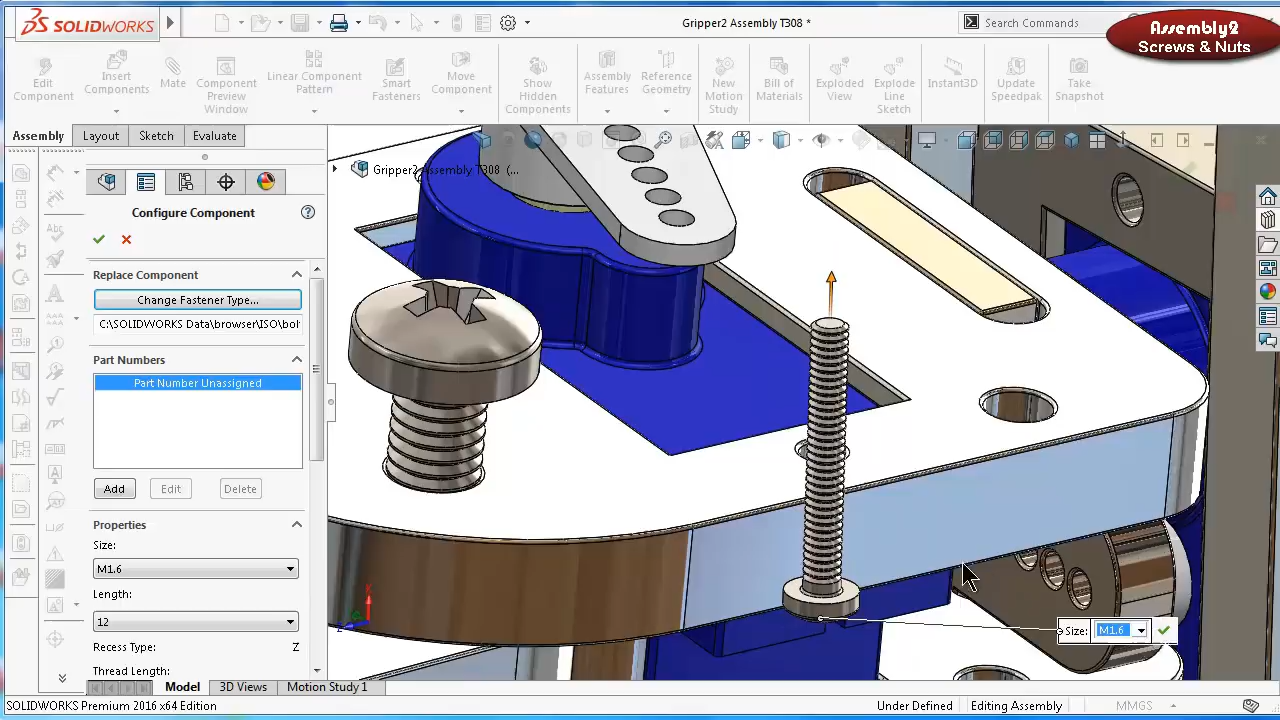 SOLIDWORKS
Gripper2 Assembly T308 *
Search Commands
Assembly2
Screws & Nuts
Edit Component
Insert Components
Mate
Component Preview Window
Linear Component Pattern
Smart Fasteners
Move Component
Show Hidden Components
Assembly Features
Reference Geometry
New Motion Study
Bill of Materials
Exploded View
Explode Line Sketch
Instant3D
Update Speedpak
Take Snapshot
Assembly
Layout
Sketch
Evaluate
Gripper2 Assembly T308 (...
Configure Component
Replace Component
Change Fastener Type...
C:\SOLIDWORKS Data\browser\ISO\bol
Part Numbers
Part Number Unassigned
Add
Edit
Delete
Properties
Size:
M1.6
Length:
12
Recess Type: Z
Thread Length:
Size: M1.6
Model
3D Views
Motion Study 1
SOLIDWORKS Premium 2016 x64 Edition
Under Defined
Editing Assembly
MMGS